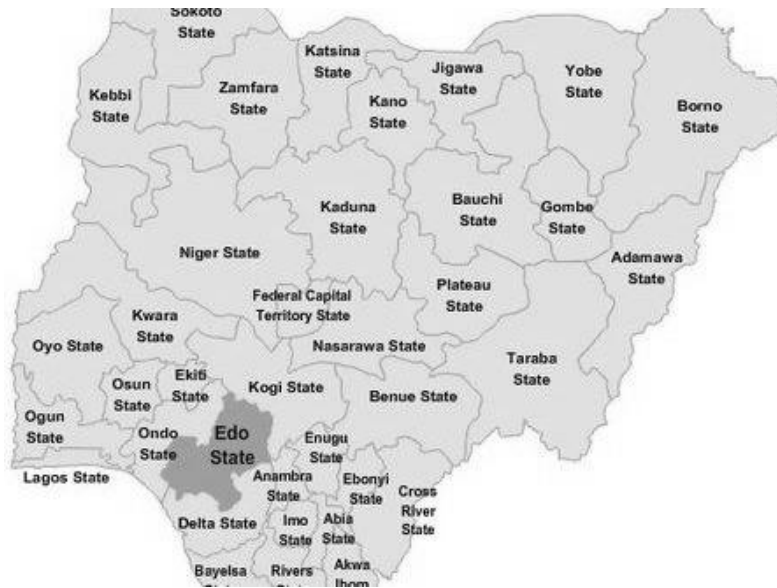 Sokoto
State
Katsina
State
Jigawa
State
Yobe
State
Kebbi
State
Zamfara
State
Kano
State
Borno
State
Kaduna
State
Bauchi
State
Gombe
State
Niger State
Adamawa
State
Federal Capital
Territory State
Plateau
State
Kwara
State
Oyo State
Nasarawa State
Taraba
State
Osun
State
Ekiti
State
Kogi State
Benue State
Ogun
State
Ondo
State
Edo
State
Enugu
State
Lagos State
Anambra
State
Ebonyi
State
Cross
River
State
Delta State
Imo
State
Abia
State
Bayelsa
State
Rivers
Akwa
Ibom